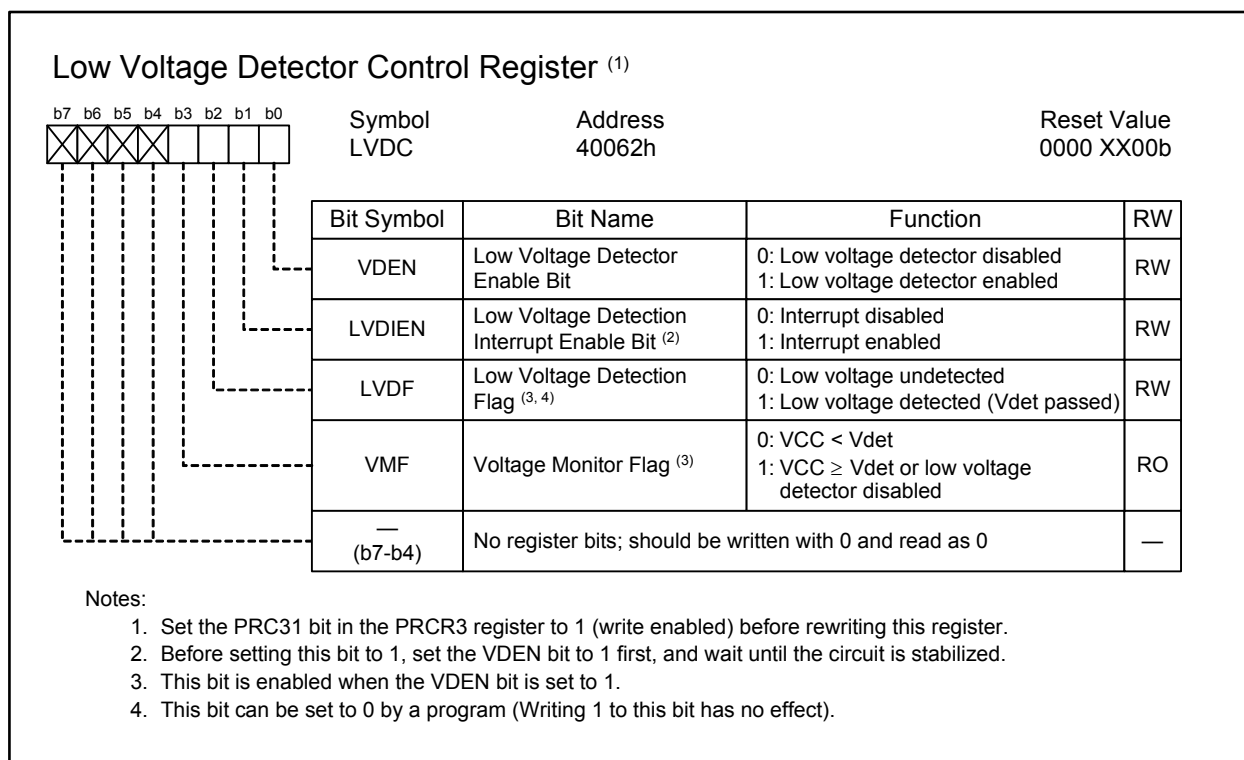 Low Voltage Detector Control Register (1)
b7 b6 b5 b4 b3 b2 b1 b0
Symbol Address Reset Value
LVDC 40062h 0000 XX00b
Bit Symbol Bit Name Function RW
VDEN Low Voltage Detector Enable Bit 0: Low voltage detector disabled RW
1: Low voltage detector enabled
LVDIEN Low Voltage Detection Interrupt Enable Bit (2) 0: Interrupt disabled RW
1: Interrupt enabled
LVDF Low Voltage Detection Flag (3, 4) 0: Low voltage undetected RW
1: Low voltage detected (Vdet passed)
VMF Voltage Monitor Flag (3) 0: VCC < Vdet RO
1: VCC ≥ Vdet or low voltage
detector disabled
— (b7-b4) No register bits; should be written with 0 and read as 0 —
Notes:
1. Set the PRC31 bit in the PRCR3 register to 1 (write enabled) before rewriting this register.
2. Before setting this bit to 1, set the VDEN bit to 1 first, and wait until the circuit is stabilized.
3. This bit is enabled when the VDEN bit is set to 1.
4. This bit can be set to 0 by a program (Writing 1 to this bit has no effect).